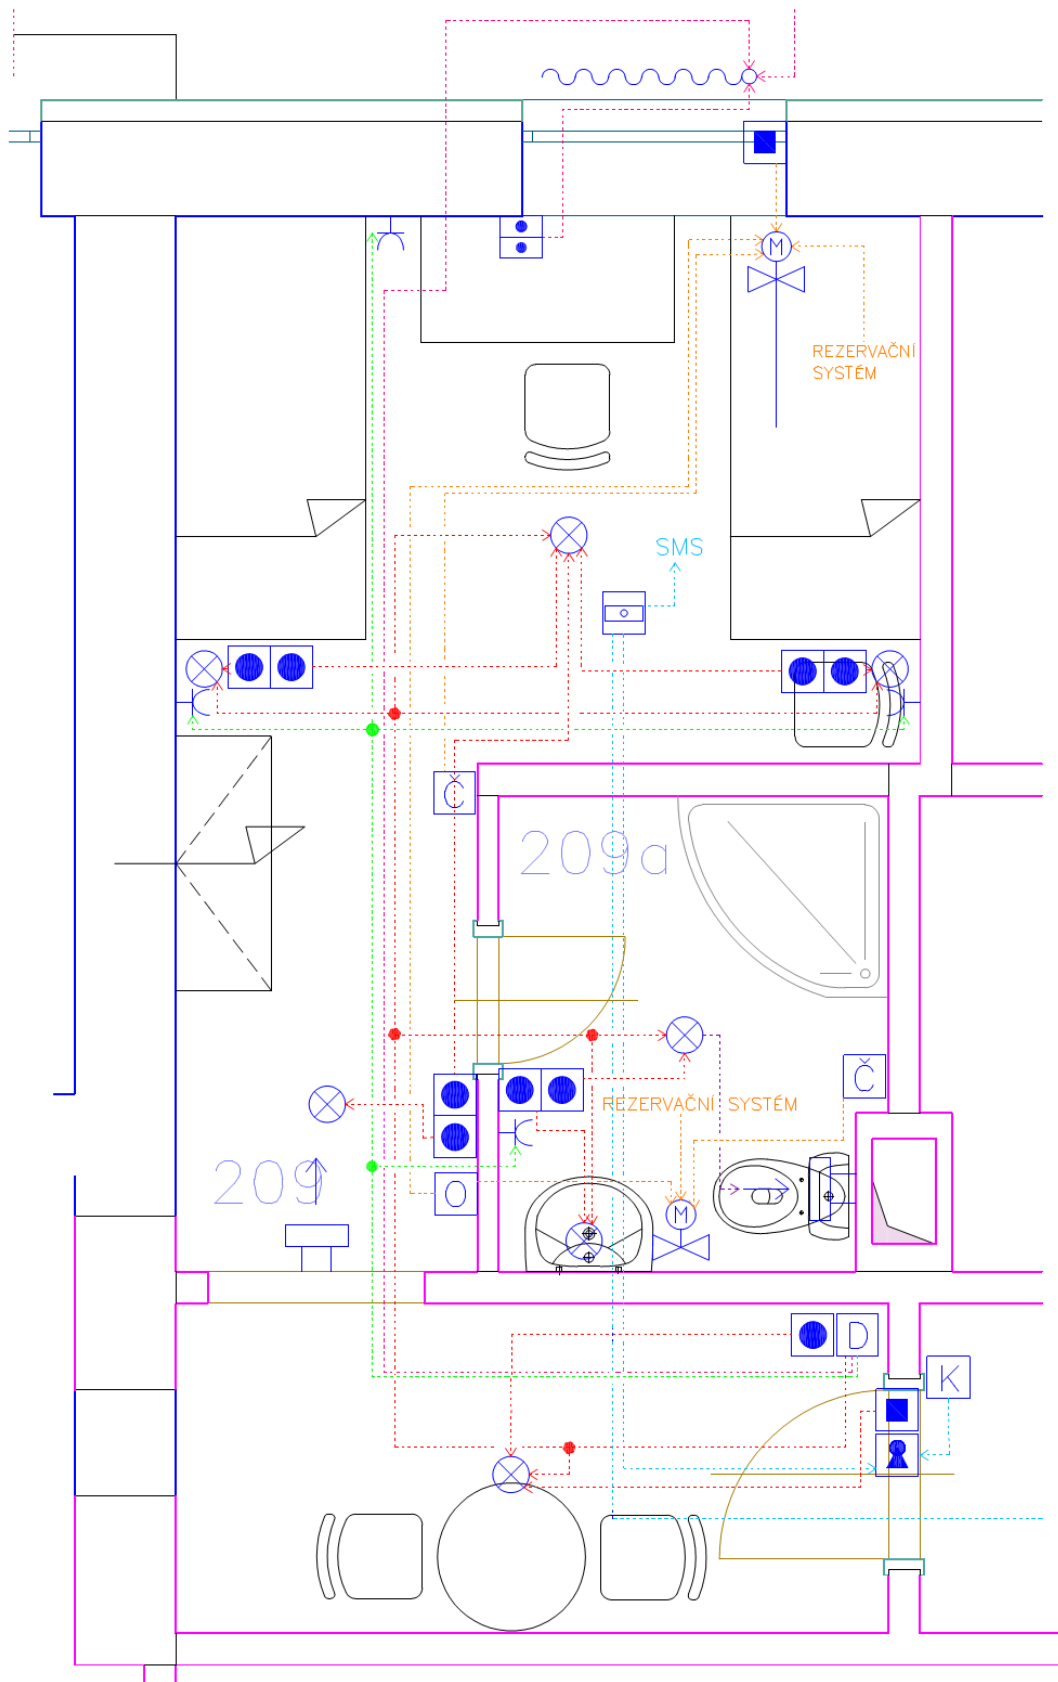 M
REZERVAČNÍ
SYSTÉM
SMS
Č
209a
Č
REZERVAČNÍ SYSTÉM
209
O
M
D
K